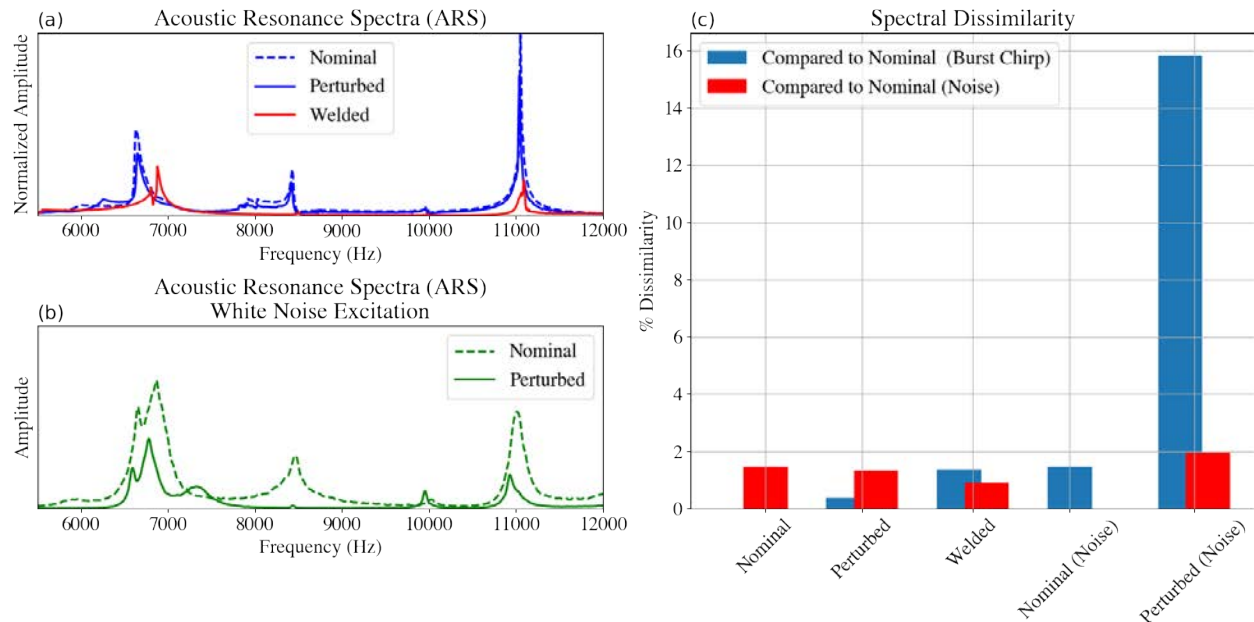 (a)
Acoustic Resonance Spectra (ARS)
Normalized Amplitude
Nominal
Perturbed
Welded
6000 7000 8000 9000 10000 11000 12000
Frequency (Hz)
Acoustic Resonance Spectra (ARS)
(b) White Noise Excitation
Amplitude
Nominal
Perturbed
6000 7000 8000 9000 10000 11000 12000
Frequency (Hz)
(c) Spectral Dissimilarity
Compared to Nominal (Burst Chirp)
Compared to Nominal (Noise)
% Dissimilarity
16
14
12
10
8
6
4
2
0
Nominal
Perturbed
Welded
Nominal (Noise)
Perturbed (Noise)